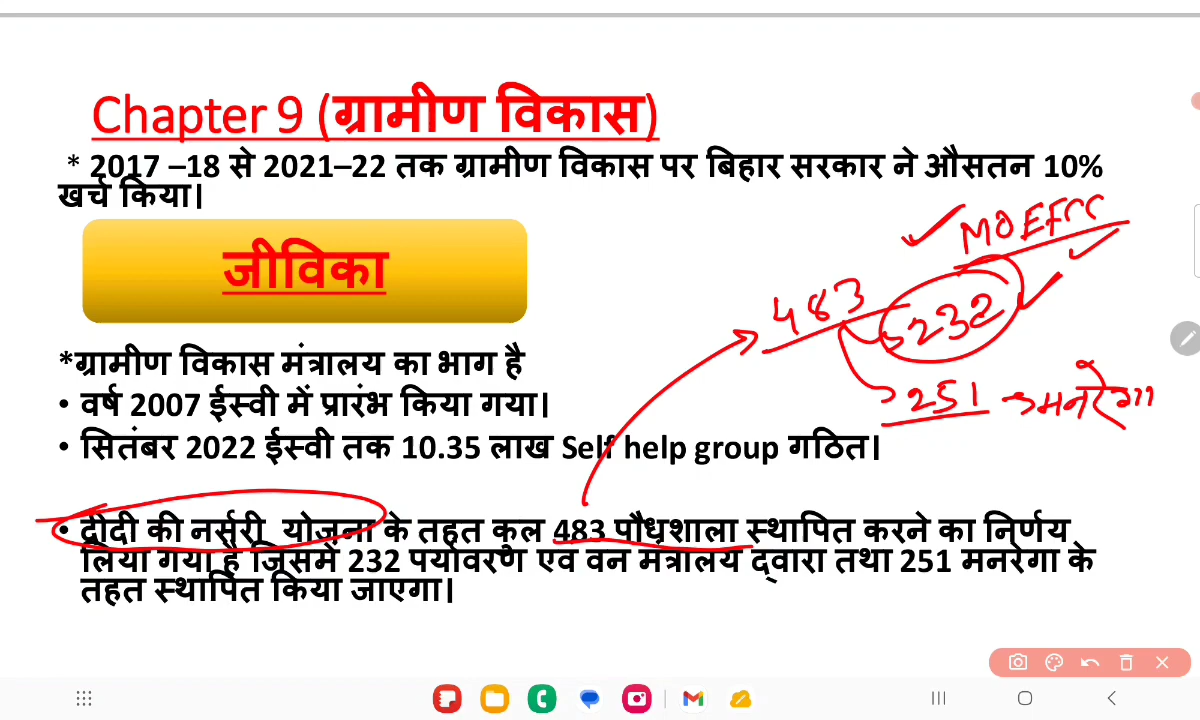 Chapter 9 (ग्रामीण विकास)
* 2017 –18 से 2021–22 तक ग्रामीण विकास पर बिहार सरकार ने औसतन 10%
खर्च किया।
MOEFCC
जीविका
483
232
*ग्रामीण विकास मंत्रालय का भाग है
251 मनरेगा
• वर्ष 2007 ईस्वी में प्रारंभ किया गया।
• सितंबर 2022 ईस्वी तक 10.35 लाख Self help group गठित।
• दीदी की नर्सरी योजना के तहत कुल 483 पौधशाला स्थापित करने का निर्णय
लिया गया है जिसमें 232 पर्यावरण एवं वन मंत्रालय द्वारा तथा 251 मनरेगा के
तहत स्थापित किया जाएगा।